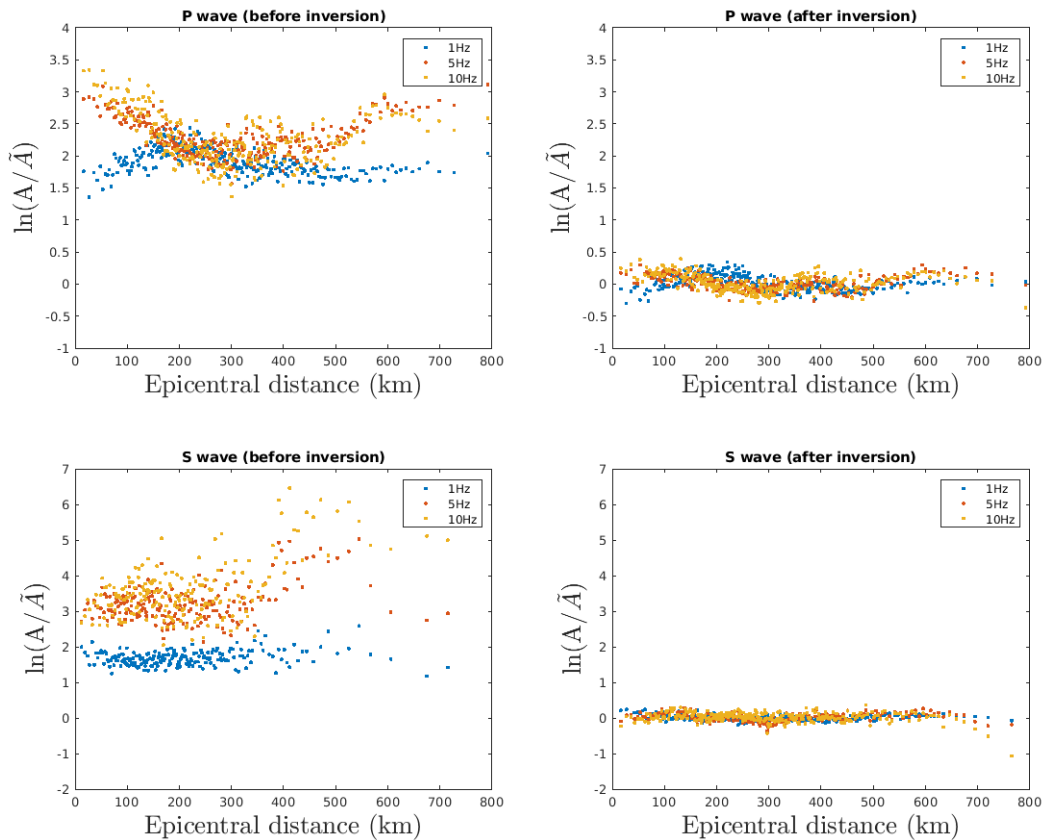 P wave (before inversion)
4
3.5
3
2.5
2
1.5
1
0.5
0
-0.5
-1
ln(A/Ã)
1Hz
5Hz
10Hz
0 100 200 300 400 500 600 700 800
Epicentral distance (km)
P wave (after inversion)
4
3.5
3
2.5
2
1.5
1
0.5
0
-0.5
-1
ln(A/Ã)
1Hz
5Hz
10Hz
0 100 200 300 400 500 600 700 800
Epicentral distance (km)
S wave (before inversion)
7
6
5
4
3
2
1
0
-1
-2
ln(A/Ã)
1Hz
5Hz
10Hz
0 100 200 300 400 500 600 700 800
Epicentral distance (km)
S wave (after inversion)
7
6
5
4
3
2
1
0
-1
-2
ln(A/Ã)
1Hz
5Hz
10Hz
0 100 200 300 400 500 600 700 800
Epicentral distance (km)